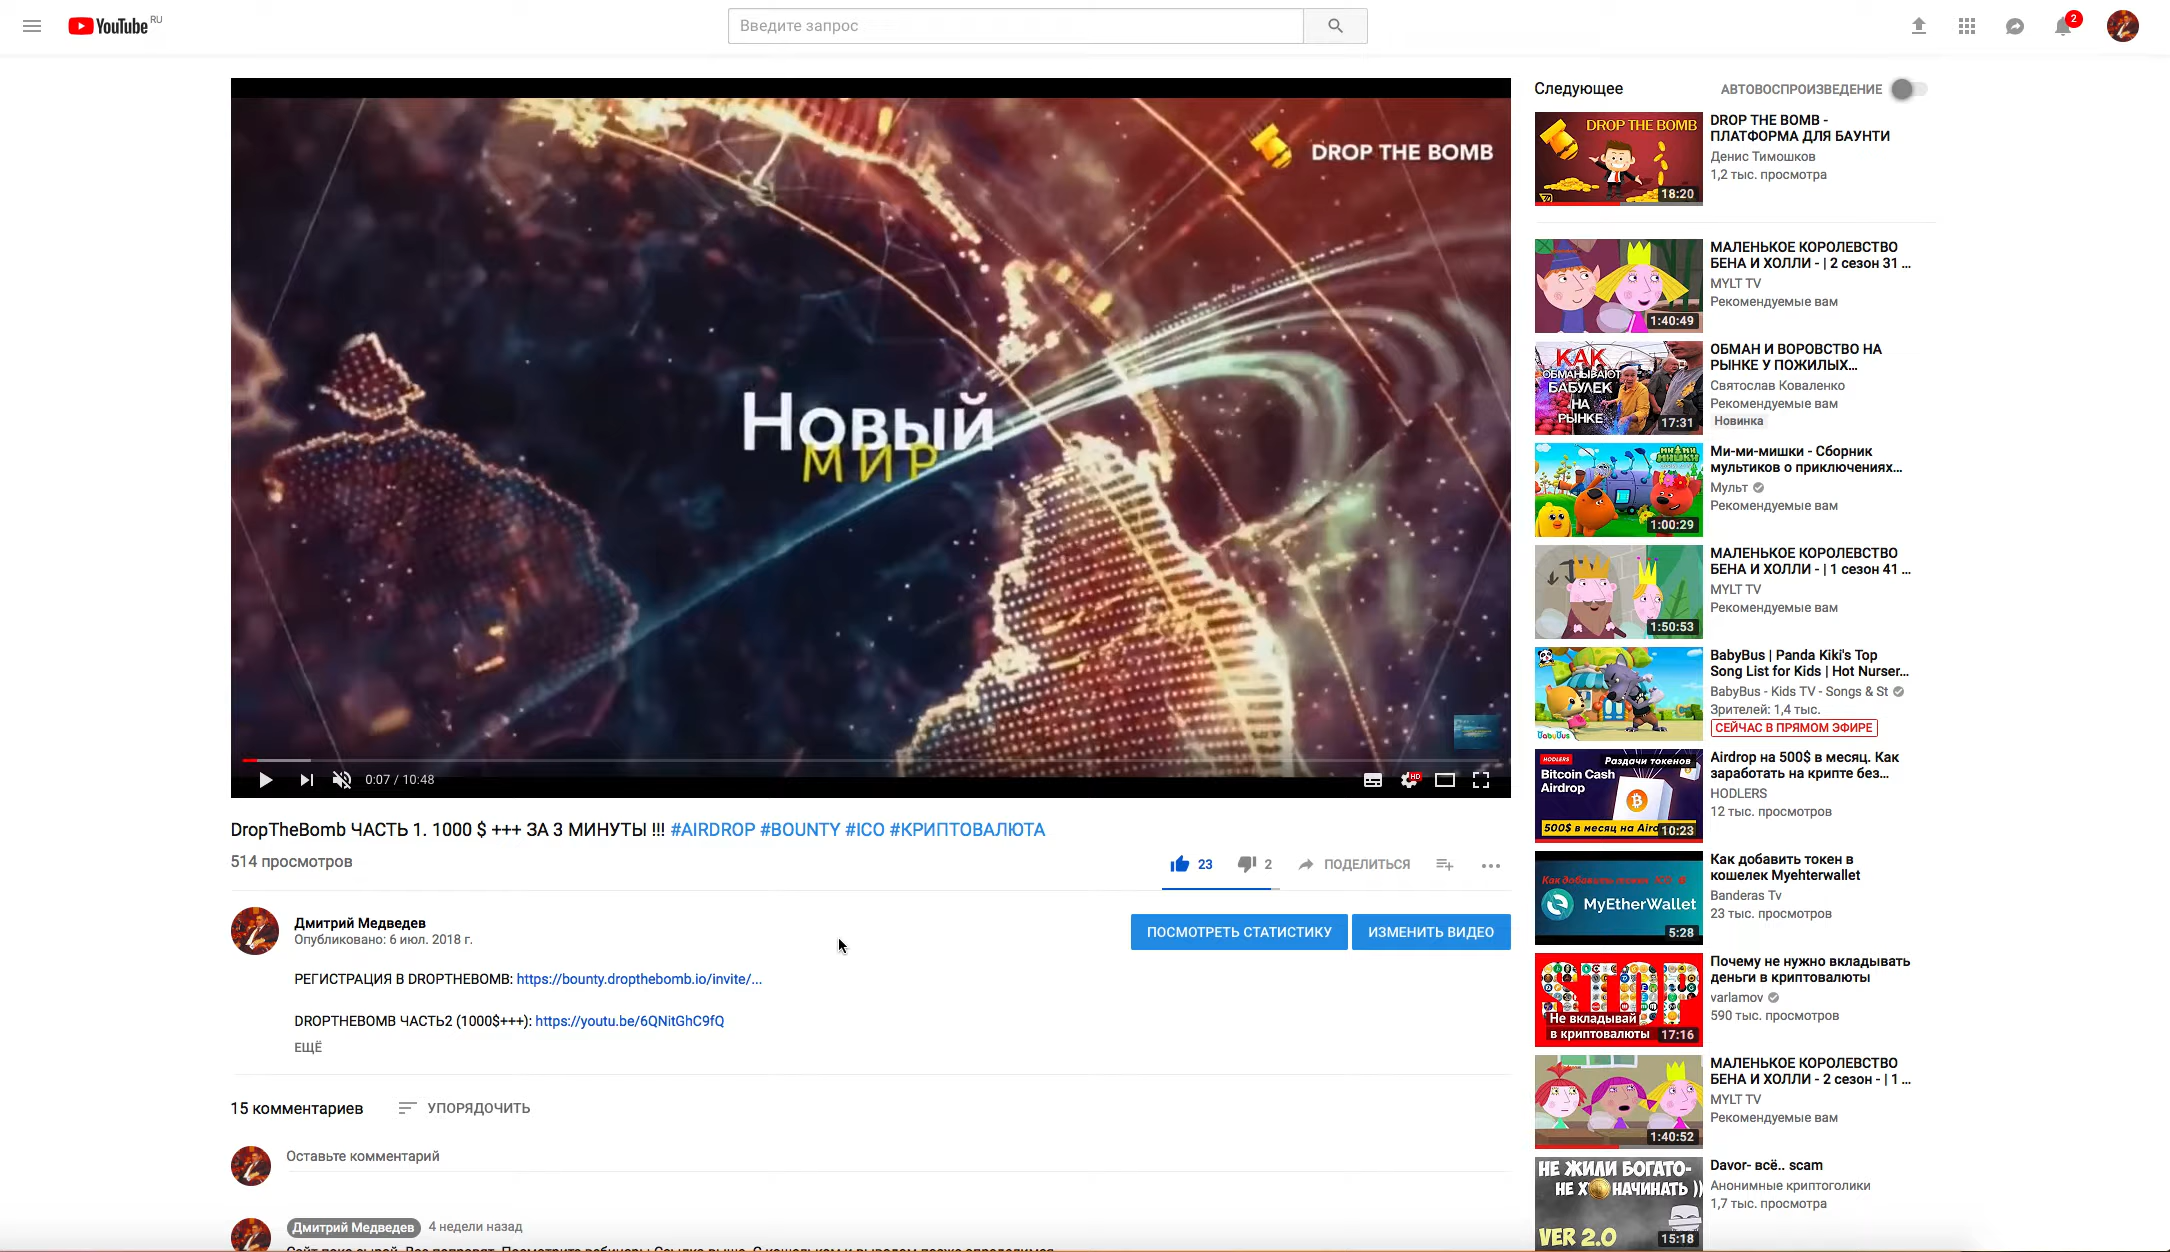 YouTube RU
Введите запрос
2
DROP THE BOMB
Новый
МИР
0:07 / 10:48
HD
DropTheBomb ЧАСТЬ 1. 1000 $ +++ ЗА 3 МИНУТЫ !!! #AIRDROP #BOUNTY #ICO #КРИПТОВАЛЮТА
514 просмотров
23
2
ПОДЕЛИТЬСЯ
Дмитрий Медведев
Опубликовано: 6 июл. 2018 г.
ПОСМОТРЕТЬ СТАТИСТИКУ
ИЗМЕНИТЬ ВИДЕО
РЕГИСТРАЦИЯ В DROPTHEBOMB: https://bounty.dropthebomb.io/invite/...
DROPTHEBOMB ЧАСТЬ2 (1000$+++): https://youtu.be/6QNitGhC9fQ
ЕЩЁ
15 комментариев
УПОРЯДОЧИТЬ
Оставьте комментарий
Дмитрий Медведев 4 недели назад
Следующее
АВТОВОСПРОИЗВЕДЕНИЕ
DROP THE BOMB
18:20
DROP THE BOMB -
ПЛАТФОРМА ДЛЯ БАУНТИ
Денис Тимошков
1,2 тыс. просмотра
1:40:49
МАЛЕНЬКОЕ КОРОЛЕВСТВО
БЕНА И ХОЛЛИ - | 2 сезон 31 ...
MYLT TV
Рекомендуемые вам
КАК
ОБМАНЫВАЮТ
БАБУЛЕК
НА
РЫНКЕ
17:31
ОБМАН И ВОРОВСТВО НА
РЫНКЕ У ПОЖИЛЫХ...
Святослав Коваленко
Рекомендуемые вам
Новинка
МИ-МИ
МИШКИ
1:00:29
Ми-ми-мишки - Сборник
мультиков о приключениях...
Мульт
Рекомендуемые вам
1:50:53
МАЛЕНЬКОЕ КОРОЛЕВСТВО
БЕНА И ХОЛЛИ - | 1 сезон 41 ...
MYLT TV
Рекомендуемые вам
BabyBus
BabyBus | Panda Kiki's Top
Song List for Kids | Hot Nurser...
BabyBus - Kids TV - Songs & St
Зрителей: 1,4 тыс.
СЕЙЧАС В ПРЯМОМ ЭФИРЕ
HODLERS
Раздачи токенов
Bitcoin Cash
Airdrop
500$ в месяц на Aird
10:23
Airdrop на 500$ в месяц. Как
заработать на крипте без...
HODLERS
12 тыс. просмотров
Как добавить токен
MyEtherWallet
5:28
Как добавить токен в
кошелек Myehterwallet
Banderas Tv
23 тыс. просмотров
STOP
Не вкладывай
в криптовалюты
17:16
Почему не нужно вкладывать
деньги в криптовалюты
varlamov
590 тыс. просмотров
1:40:52
МАЛЕНЬКОЕ КОРОЛЕВСТВО
БЕНА И ХОЛЛИ - 2 сезон - | 1 ...
MYLT TV
Рекомендуемые вам
НЕ ЖИЛИ БОГАТО-
НЕ Х НАЧИНАТЬ ))
VER 2.0
15:18
Davor- всё.. scam
Анонимные криптоголики
1,7 тыс. просмотра